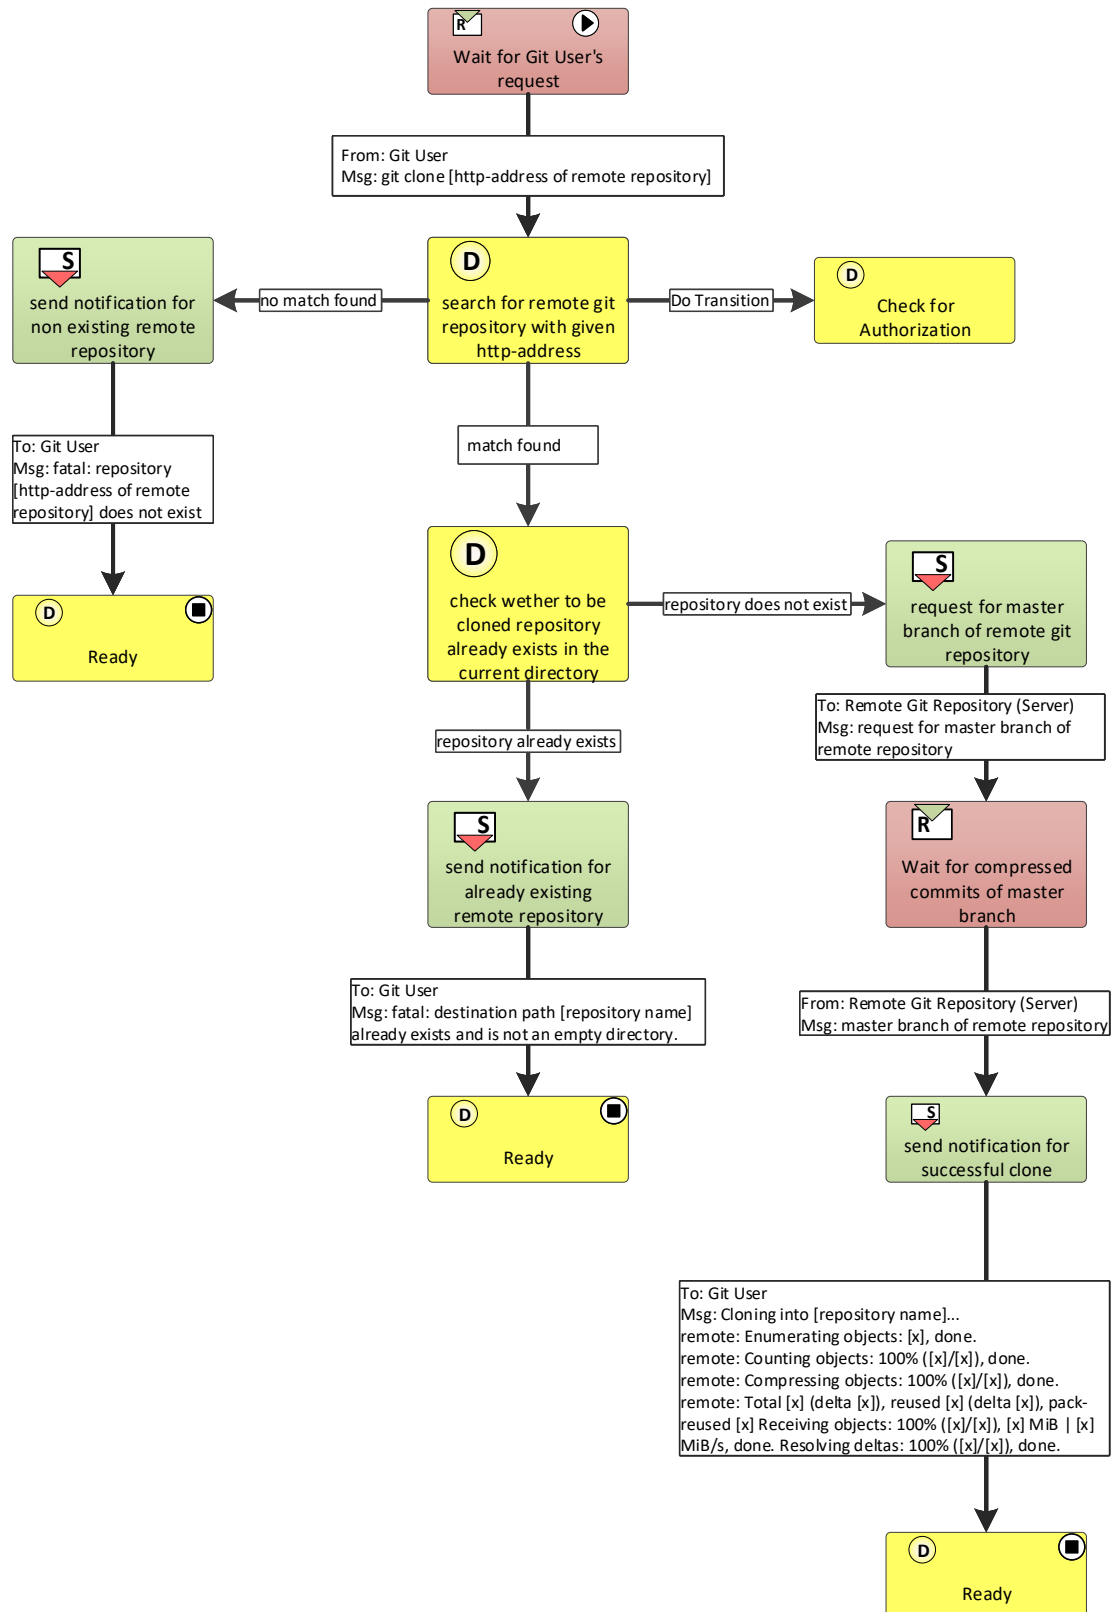 R
Wait for Git User's
request
From: Git User
Msg: git clone [http-address of remote repository]
S
send notification for
non existing remote
repository
no match found
D
search for remote git
repository with given
http-address
Do Transition
D
Check for
Authorization
To: Git User
Msg: fatal: repository
[http-address of remote
repository] does not exist
match found
D
Ready
D
check wether to be
cloned repository
already exists in the
current directory
repository does not exist
S
request for master
branch of remote git
repository
To: Remote Git Repository (Server)
Msg: request for master branch of
remote repository
repository already exists
S
send notification for
already existing
remote repository
R
Wait for compressed
commits of master
branch
To: Git User
Msg: fatal: destination path [repository name]
already exists and is not an empty directory.
From: Remote Git Repository (Server)
Msg: master branch of remote repository
D
Ready
S
send notification for
successful clone
To: Git User
Msg: Cloning into [repository name]...
remote: Enumerating objects: [x], done.
remote: Counting objects: 100% ([x]/[x]), done.
remote: Compressing objects: 100% ([x]/[x]), done.
remote: Total [x] (delta [x]), reused [x] (delta [x]), pack-
reused [x] Receiving objects: 100% ([x]/[x]), [x] MiB | [x]
MiB/s, done. Resolving deltas: 100% ([x]/[x]), done.
D
Ready